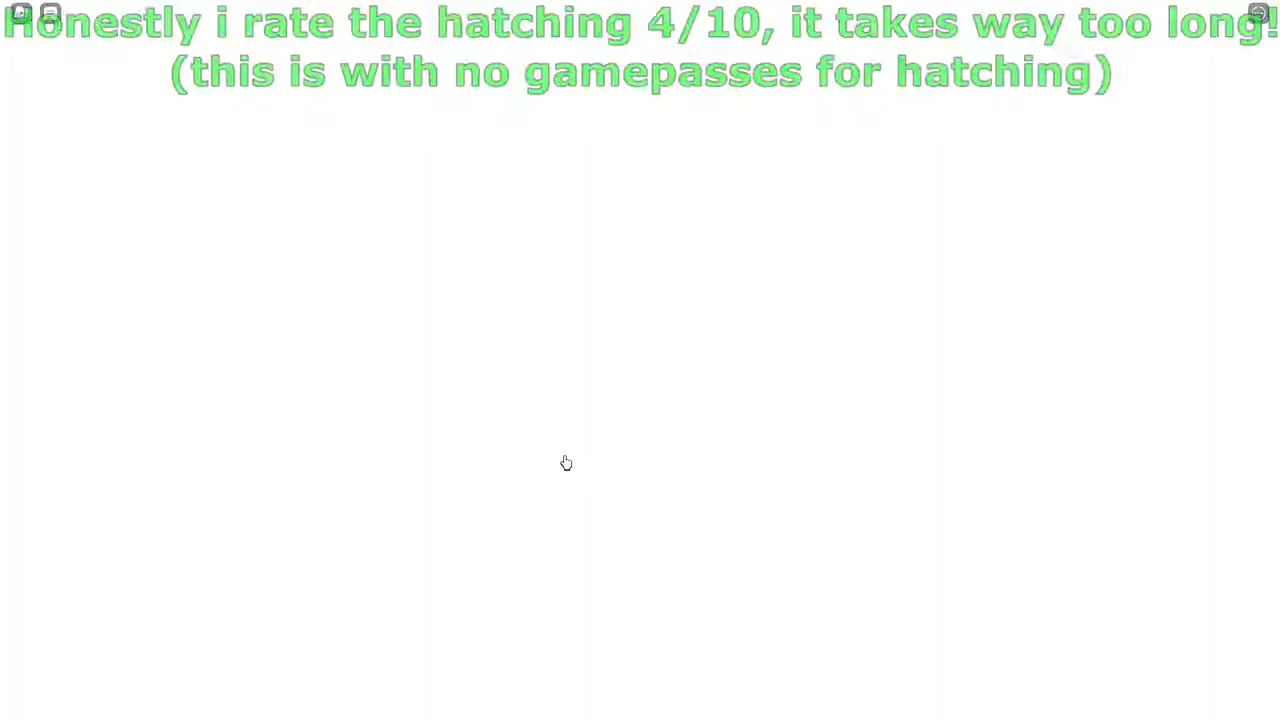 Honestly i rate the hatching 4/10, it takes way too long!
(this is with no gamepasses for hatching)